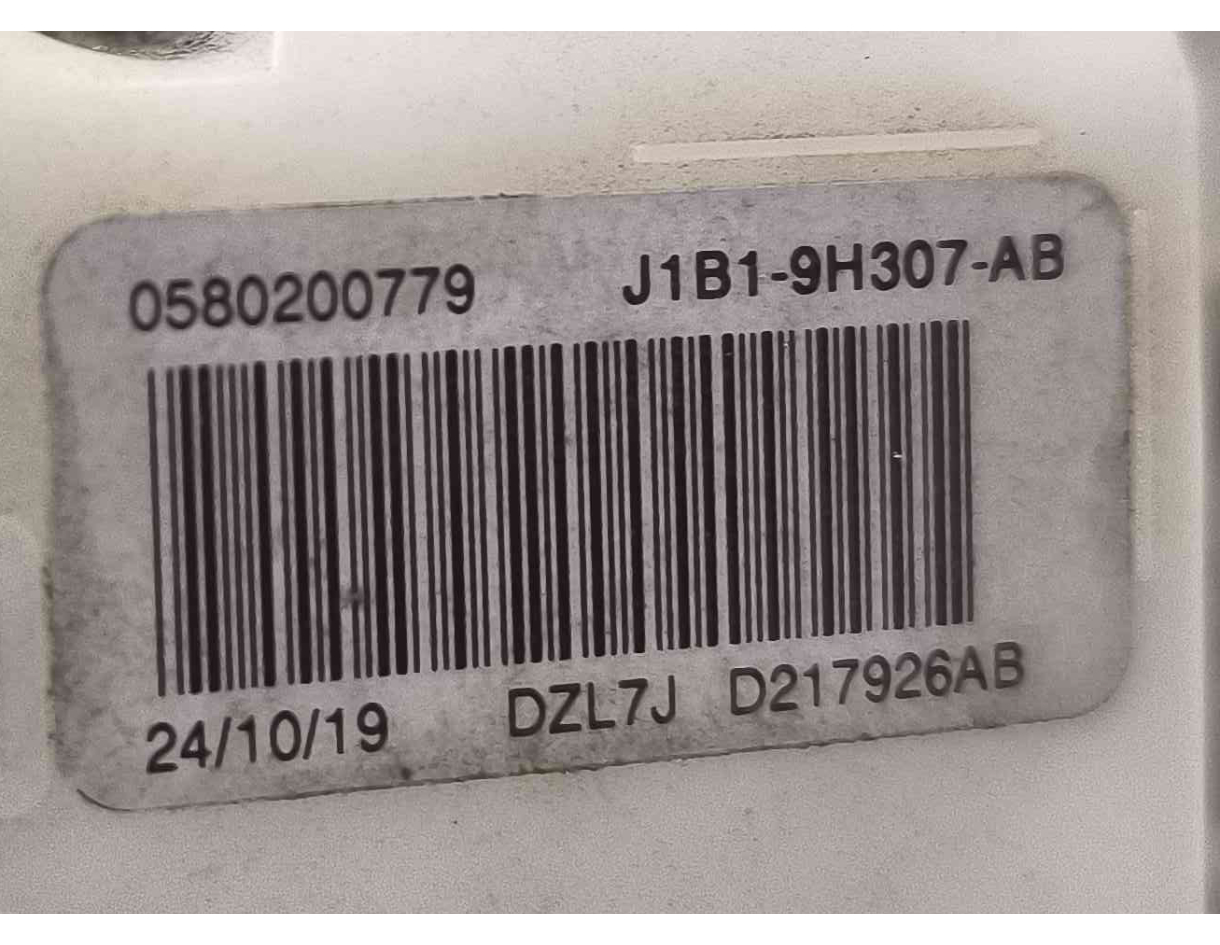 0580200779 J1B1-9H307-AB
24/10/19 DZL7J D217926AB